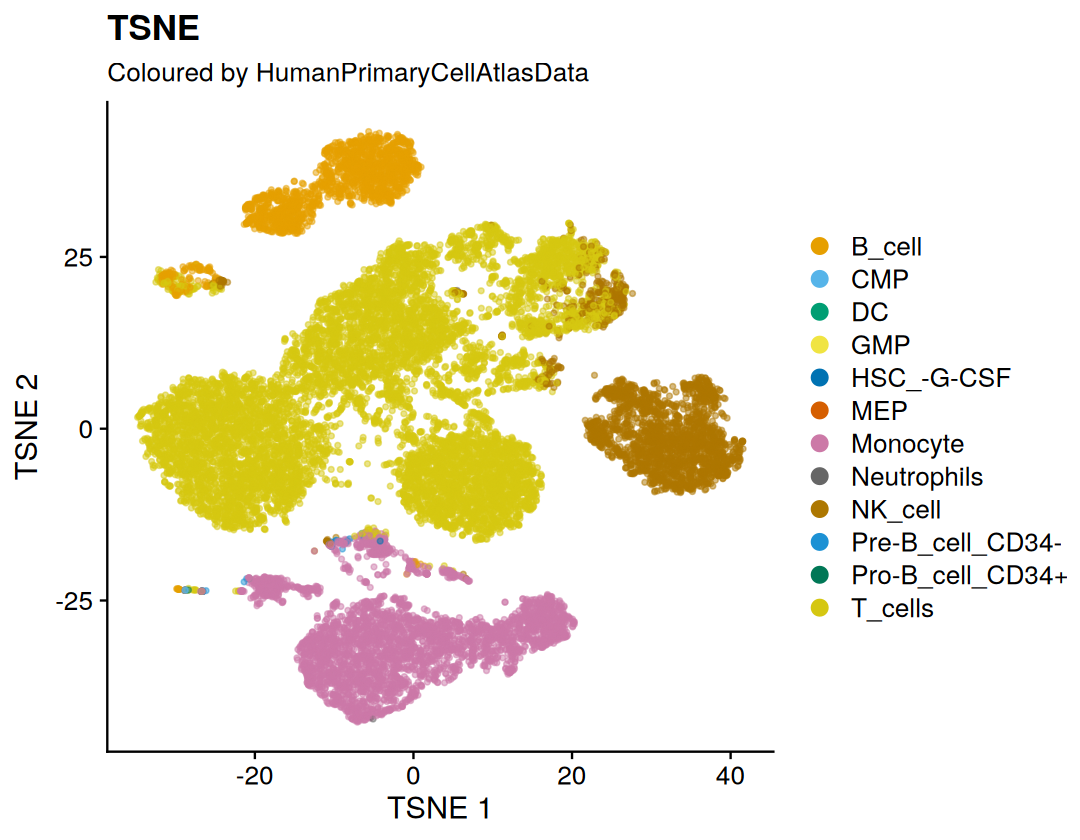 TSNE
Coloured by HumanPrimaryCellAtlasData
TSNE 2
25
0
-25
-20
0
20
40
TSNE 1
B_cell
CMP
DC
GMP
HSC_-G-CSF
MEP
Monocyte
Neutrophils
NK_cell
Pre-B_cell_CD34-
Pro-B_cell_CD34+
T_cells